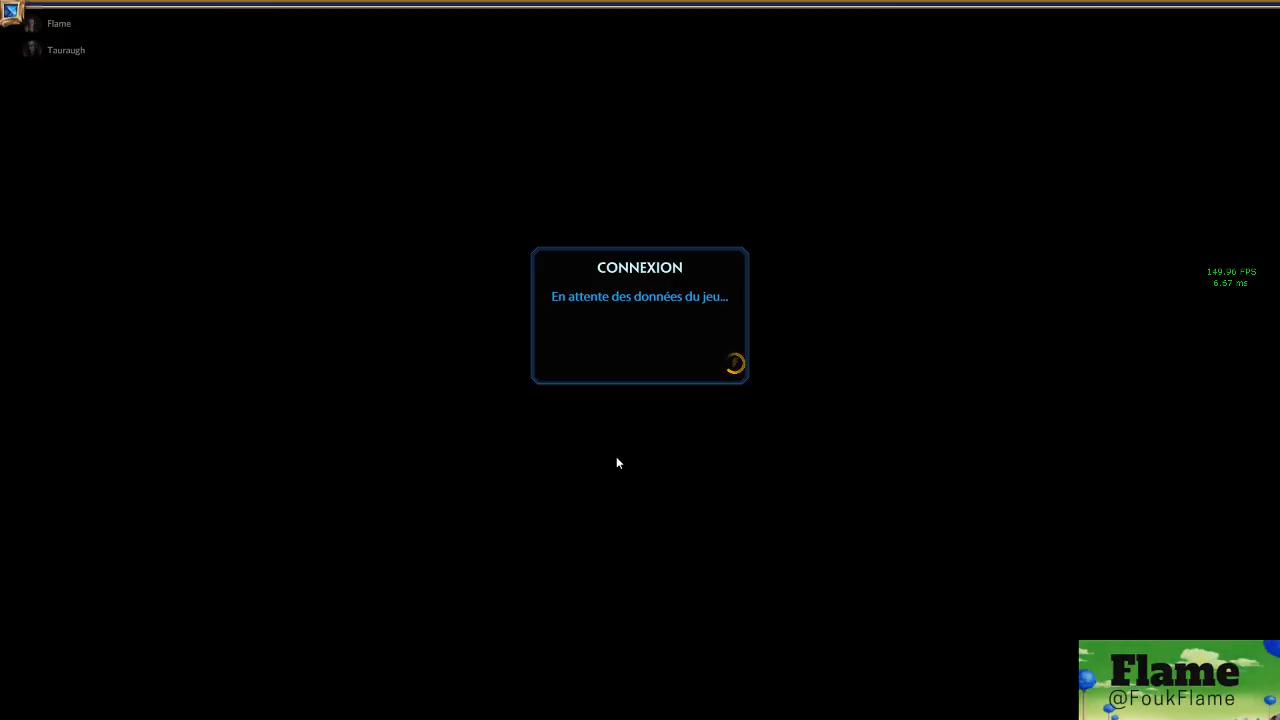 Flame
Tauraugh
CONNEXION
En attente des données du jeu...
149.96 FPS
6.67 ms
Flame
@FoukFlame